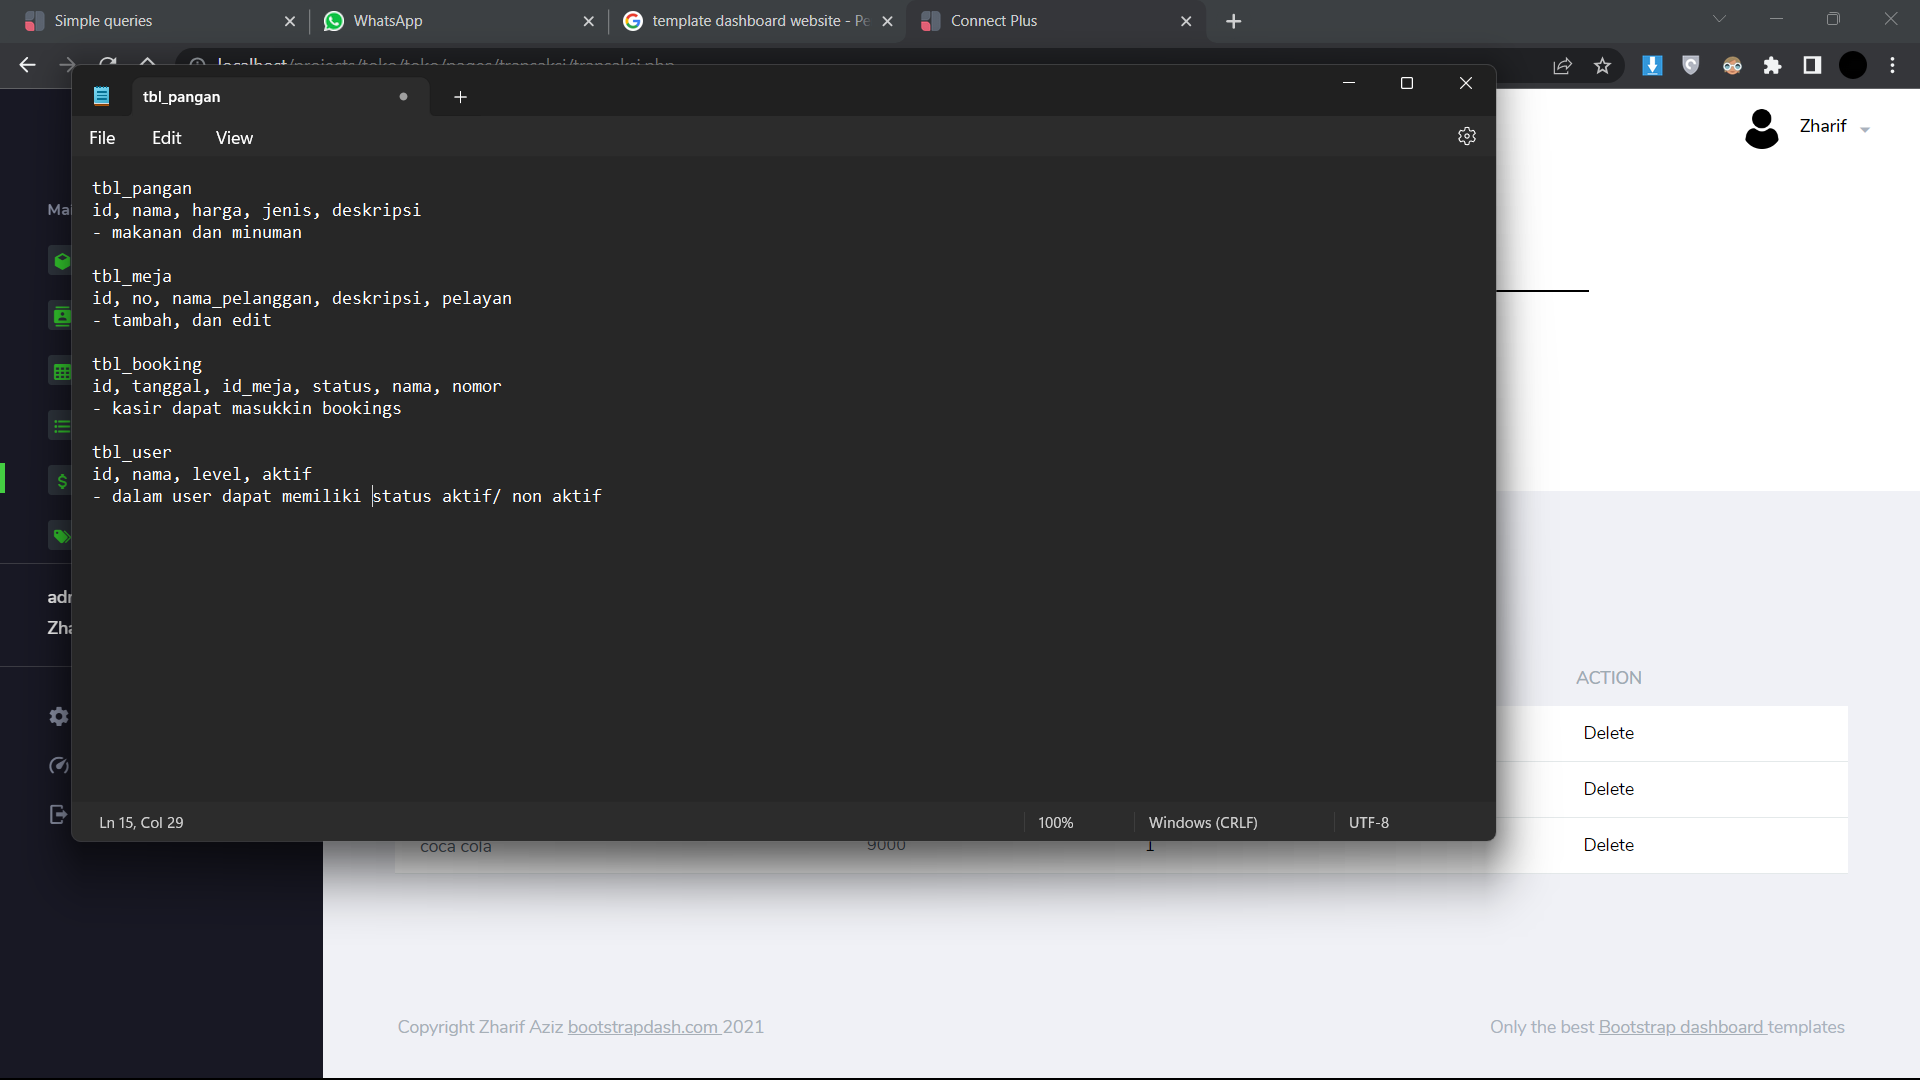 Simple queries
WhatsApp
template dashboard website - Pe
Connect Plus
localhost/projects/toko/toko/pages/transaksi/transaksi.php
tbl_pangan
File Edit View
Zharif
tbl_pangan
id, nama, harga, jenis, deskripsi
- makanan dan minuman
tbl_meja
id, no, nama_pelanggan, deskripsi, pelayan
- tambah, dan edit
tbl_booking
id, tanggal, id_meja, status, nama, nomor
- kasir dapat masukkin bookings
tbl_user
id, nama, level, aktif
- dalam user dapat memiliki status aktif/ non aktif
Mai
adn
Zha
ACTION
Delete
Delete
Delete
Ln 15, Col 29
100%
Windows (CRLF)
UTF-8
coca cola 9000 1
Copyright Zharif Aziz bootstrapdash.com 2021
Only the best Bootstrap dashboard templates